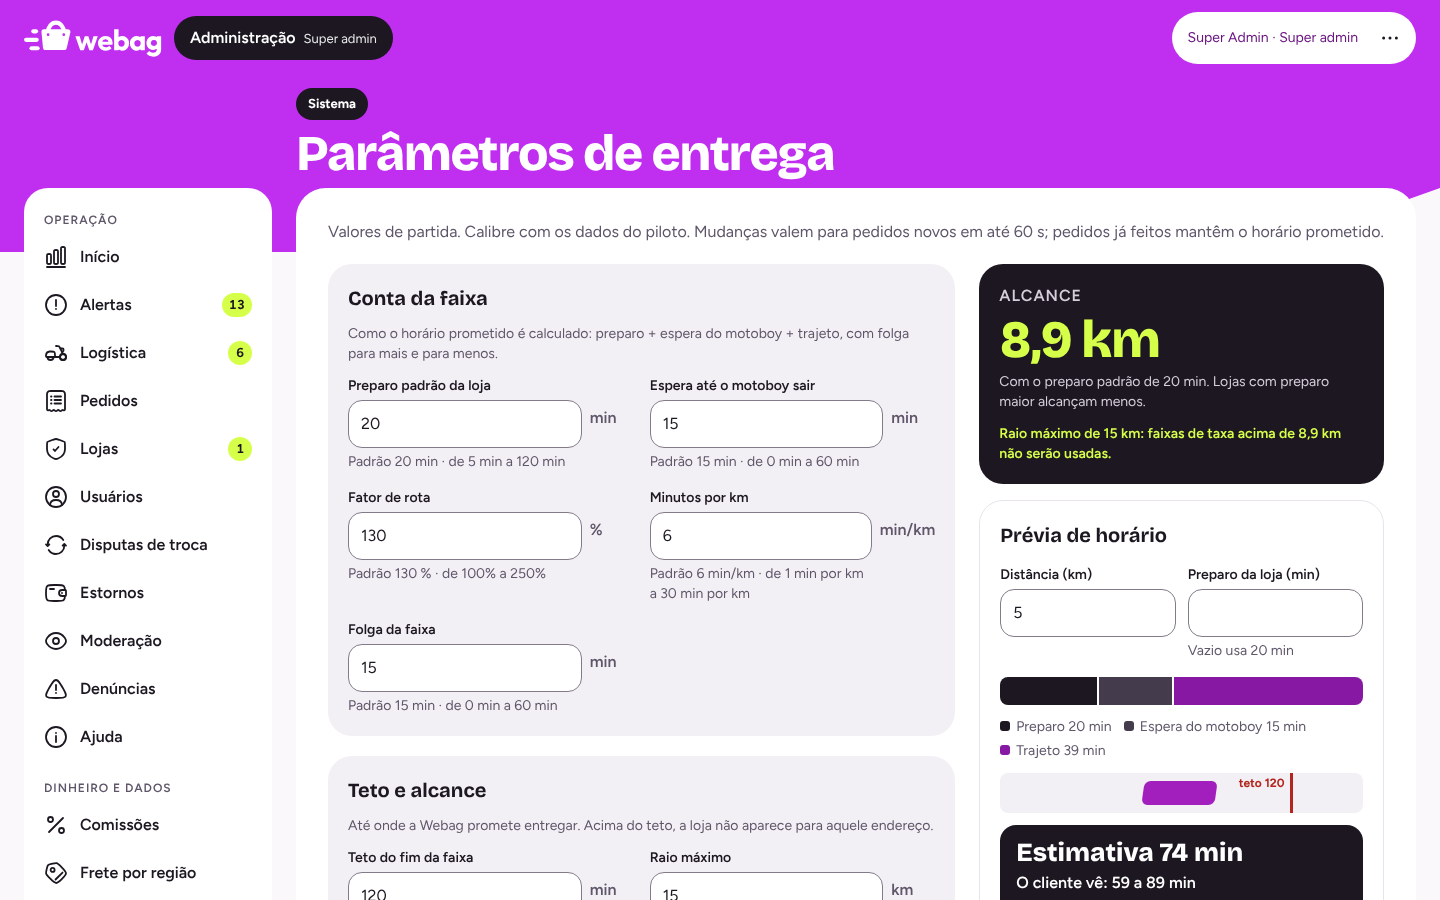 webag
Administração Super admin
Super Admin · Super admin
Sistema
Parâmetros de entrega
OPERAÇÃO
Início
Alertas 13
Logística 6
Pedidos
Lojas 1
Usuários
Disputas de troca
Estornos
Moderação
Denúncias
Ajuda
DINHEIRO E DADOS
Comissões
Frete por região
Valores de partida. Calibre com os dados do piloto. Mudanças valem para pedidos novos em até 60 s; pedidos já feitos mantêm o horário prometido.
Conta da faixa
Como o horário prometido é calculado: preparo + espera do motoboy + trajeto, com folga
para mais e para menos.
Preparo padrão da loja
20 min
Padrão 20 min · de 5 min a 120 min
Espera até o motoboy sair
15 min
Padrão 15 min · de 0 min a 60 min
Fator de rota
130 %
Padrão 130 % · de 100% a 250%
Minutos por km
6 min/km
Padrão 6 min/km · de 1 min por km
a 30 min por km
Folga da faixa
15 min
Padrão 15 min · de 0 min a 60 min
Teto e alcance
Até onde a Webag promete entregar. Acima do teto, a loja não aparece para aquele endereço.
Teto do fim da faixa
120 min
Raio máximo
15 km
ALCANCE
8,9 km
Com o preparo padrão de 20 min. Lojas com preparo
maior alcançam menos.
Raio máximo de 15 km: faixas de taxa acima de 8,9 km
não serão usadas.
Prévia de horário
Distância (km)
5
Preparo da loja (min)
Vazio usa 20 min
Preparo 20 min Espera do motoboy 15 min
Trajeto 39 min
teto 120
Estimativa 74 min
O cliente vê: 59 a 89 min